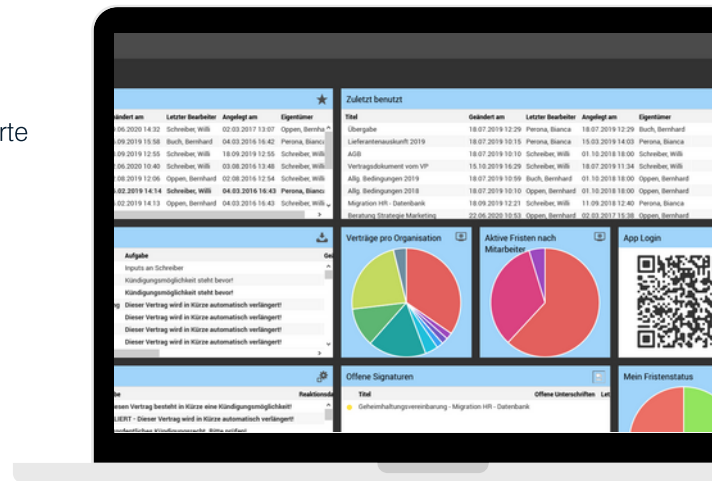 rte
Zuletzt benutzt
Letzter Bearbeiter Angelegt am Eigentümer
.06.2020 14:32 Schreiber, Willi 02.03.2017 13:07 Oppen, Bernha
.09.2019 15:58 Buch, Bernhard 04.03.2016 16:42 Perona, Bianc
.09.2019 12:55 Schreiber, Willi 18.09.2019 12:55 Schreiber, Willi
.06.2020 10:40 Schreiber, Willi 03.08.2016 13:48 Schreiber, Willi
.08.2019 12:06 Oppen, Bernhard 02.08.2016 12:54 Schreiber, Willi
.02.2019 14:14 Schreiber, Willi 04.03.2016 16:43 Perona, Bianc
.02.2019 14:13 Oppen, Bernhard 04.03.2016 16:43 Schreiber, Willi
Titel Geändert am Letzter Bearbeiter Angelegt am Eigentümer
Übergabe 18.07.2019 12:29 Perona, Bianca 18.07.2019 12:29 Buch, Bernhard
Lieferantenauskunft 2019 18.07.2019 10:15 Perona, Bianca 15.03.2019 14:03 Perona, Bianca
AGB 18.07.2019 10:10 Schreiber, Willi 01.10.2018 18:00 Schreiber, Willi
Vertragsdokument vom VP 15.10.2019 16:29 Schreiber, Willi 18.07.2019 11:34 Schreiber, Willi
Allg. Bedingungen 2019 18.07.2019 10:59 Buch, Bernhard 01.10.2018 18:00 Oppen, Bernhard
Allg. Bedingungen 2018 18.07.2019 10:10 Oppen, Bernhard 01.10.2018 18:00 Oppen, Bernhard
Migration HR - Datenbank 18.09.2019 12:21 Schreiber, Willi 11.09.2018 12:40 Perona, Bianca
Beratung Strategie Marketing 22.06.2020 10:53 Oppen, Bernhard 02.03.2017 15:38 Oppen, Bernhard
Aufgabe
Inputs an Schreiber
Kündigungsmöglichkeit steht bevor!
Kündigungsmöglichkeit steht bevor!
Dieser Vertrag wird in Kürze automatisch verlängert!
Dieser Vertrag wird in Kürze automatisch verlängert!
Dieser Vertrag wird in Kürze automatisch verlängert!
Dieser Vertrag wird in Kürze automatisch verlängert!
Verträge pro Organisation
Aktive Fristen nach
Mitarbeiter
App Login
Reaktionsda
esen Vertrag besteht in Kürze eine Kündigungsmöglichkeit!
LIERT - Dieser Vertrag wird in Kürze automatisch verlängert!
Offene Signaturen
Titel Offene Unterschriften Let
Geheimhaltungsvereinbarung - Migration HR - Datenbank
Mein Fristenstatus